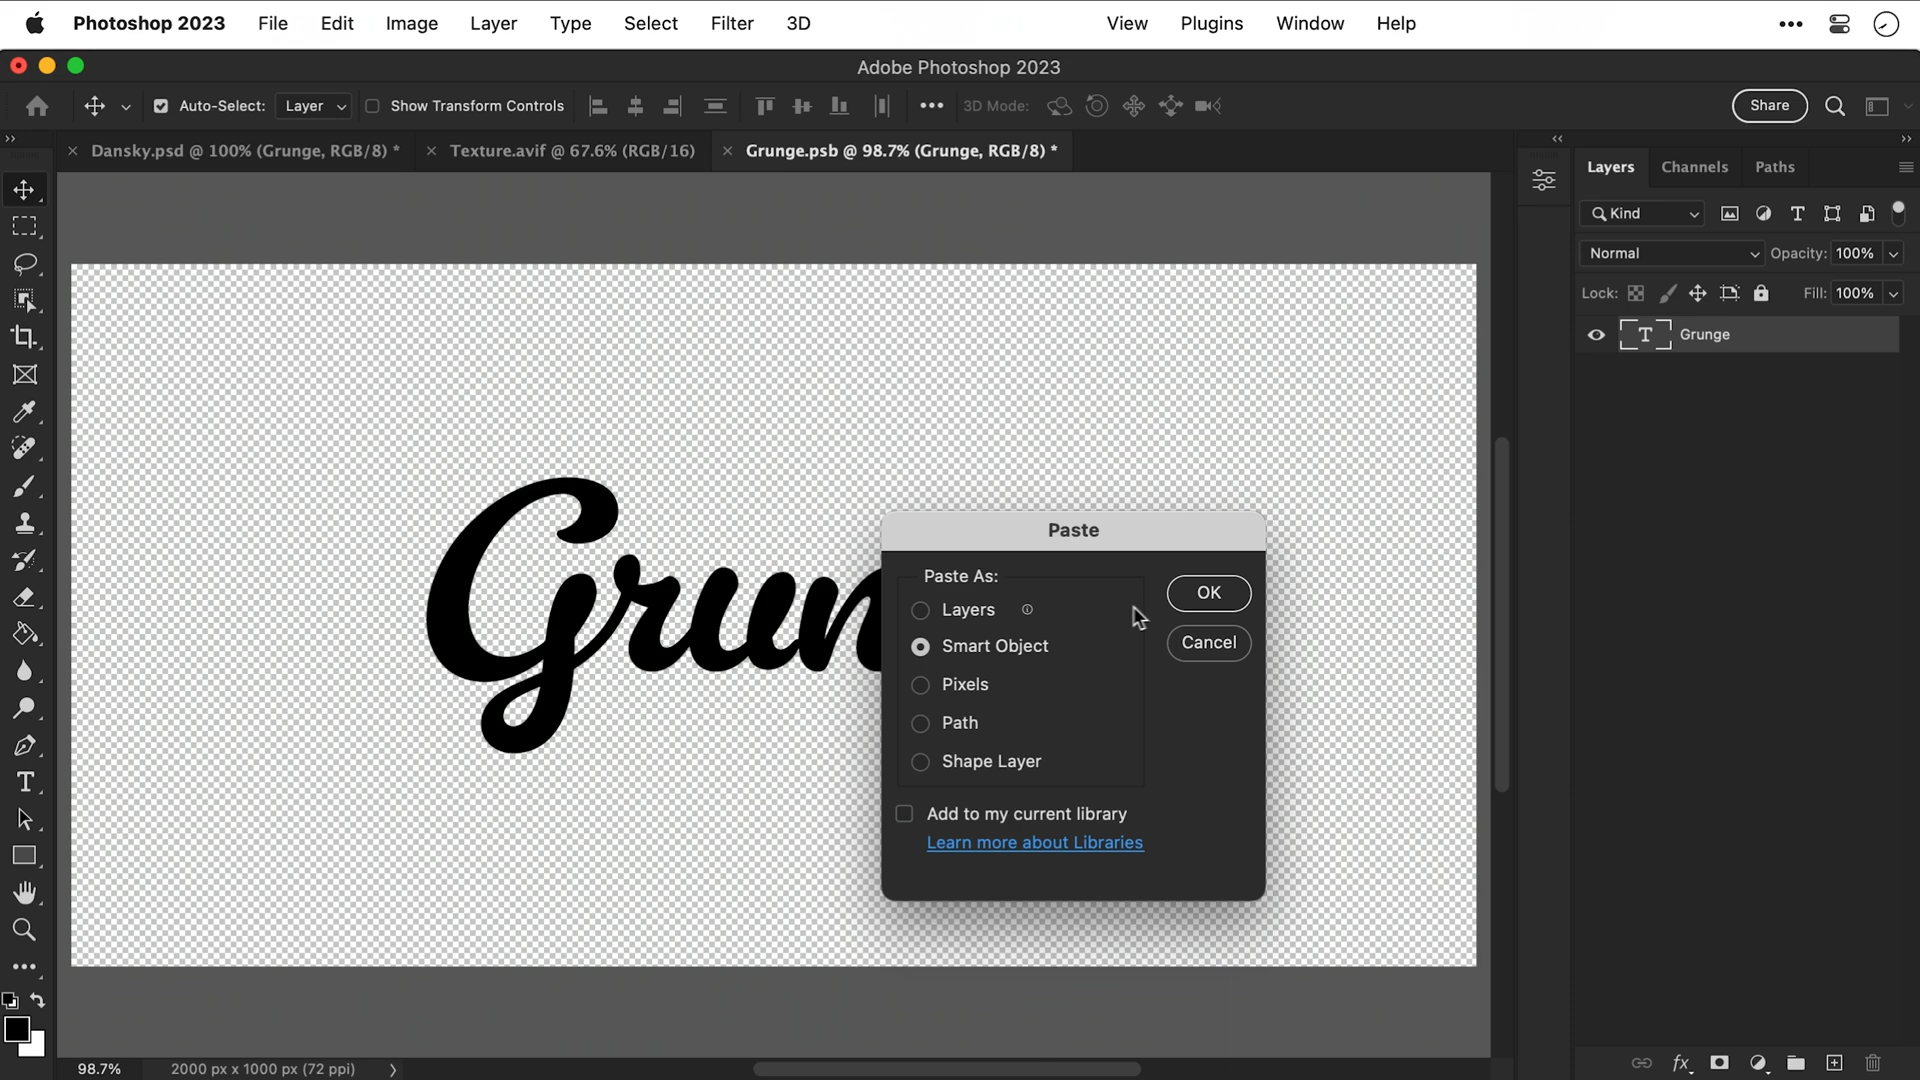 Photoshop 2023 File Edit Image Layer Type Select Filter 3D View Plugins Window Help
Adobe Photoshop 2023
Auto-Select: Layer Show Transform Controls 3D Mode: Share
Dansky.psd @ 100% (Grunge, RGB/8) * Texture.avif @ 67.6% (RGB/16) Grunge.psb @ 98.7% (Grunge, RGB/8) *
Layers Channels Paths
Kind
Normal Opacity: 100%
Lock: Fill: 100%
T Grunge
Grun
Paste
Paste As:
Layers
Smart Object
Pixels
Path
Shape Layer
OK
Cancel
Add to my current library
Learn more about Libraries
98.7% 2000 px x 1000 px (72 ppi)
fx